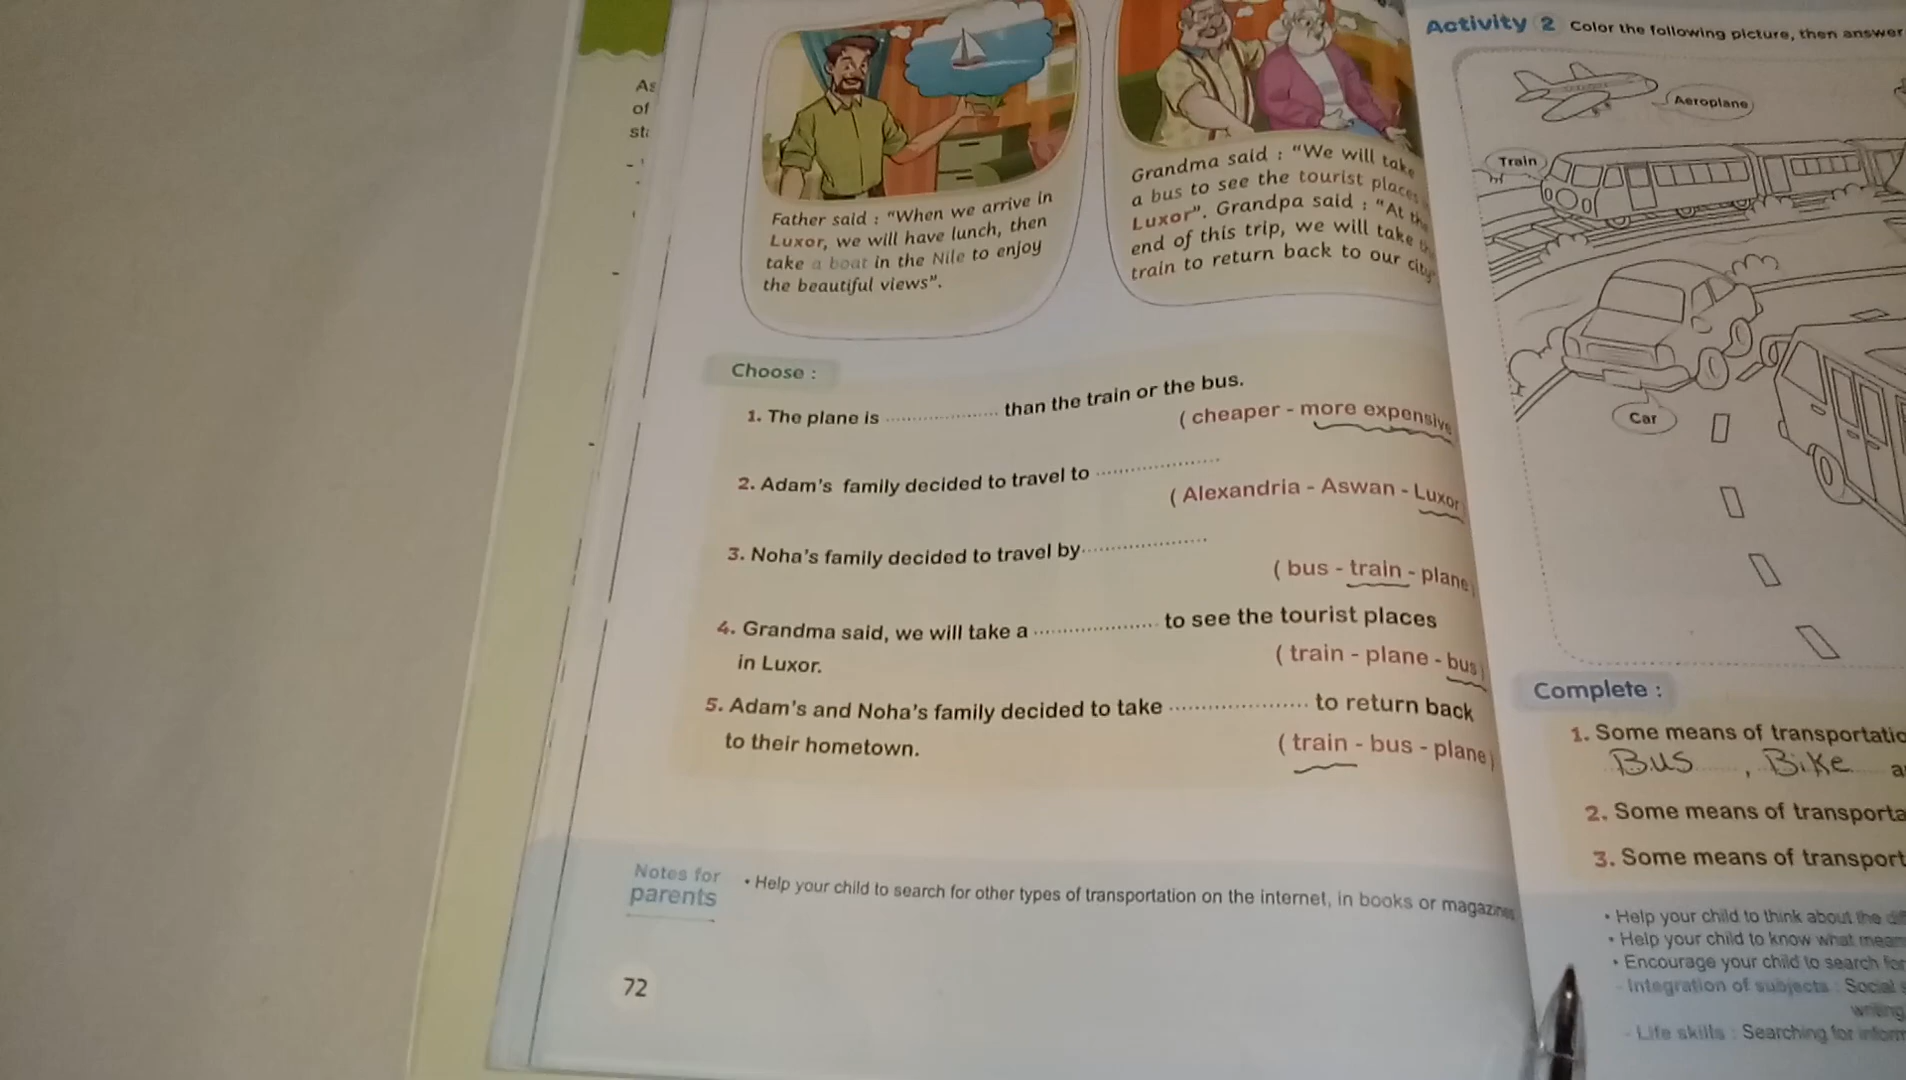 As
of
Father said : "When we arrive in
Luxor, we will have lunch, then
take a boat in the Nile to enjoy
the beautiful views".
Grandma said : "We will take
a bus to see the tourist places
Luxor". Grandpa said : "At the
end of this trip, we will take
train to return back to our city
Choose :
1. The plane is .................... than the train or the bus.
( cheaper - more expensive
2. Adam's family decided to travel to ....................
( Alexandria - Aswan - Luxor
3. Noha's family decided to travel by ....................
( bus - train - plane )
4. Grandma said, we will take a .................... to see the tourist places
in Luxor.
( train - plane - bus )
5. Adam's and Noha's family decided to take .................... to return back
to their hometown.
( train - bus - plane )
Notes for
parents
• Help your child to search for other types of transportation on the internet, in books or magazines
72
Activity 2 Color the following picture, then answer
Aeroplane
Train
Car
Complete :
1. Some means of
Bus , Bike
2. Some means of
3. Some means of
• Help your child to think about the
• Help your child to know what
• Encourage your child to search for
- Integration of subjects : Social
writing
- Life skills : Searching for